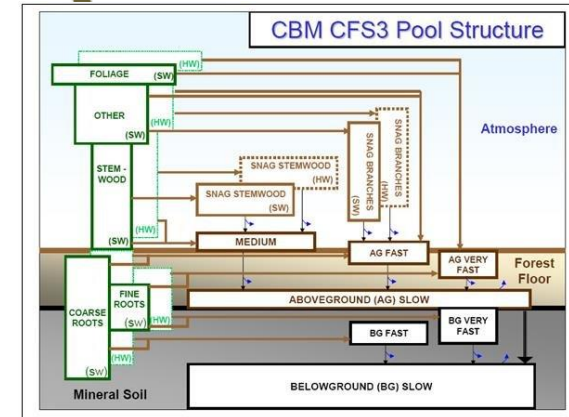 CBM CFS3 Pool Structure
(HW)
FOLIAGE
(SW)
OTHER
(HW)
(SW)
Atmosphere
SNAG BRANCHES
(SW)
SNAG BRANCHES
(HW)
STEM -
WOOD
SNAG STEMWOOD
(HW)
SNAG STEMWOOD
(SW)
(HW)
(SW)
MEDIUM
AG FAST
AG VERY
FAST
Forest
Floor
COARSE
ROOTS
FINE
ROOTS
(SW)
(HW)
ABOVEGROUND (AG) SLOW
BG FAST
BG VERY
FAST
(HW)
(SW)
Mineral Soil
BELOWGROUND (BG) SLOW